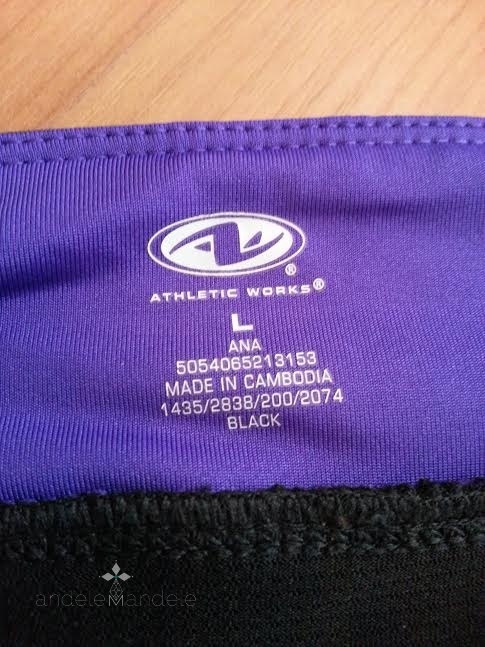 ®
ATHLETIC WORKS®
L
ANA
5054065213153
MADE IN CAMBODIA
1435/2838/200/2074
BLACK
andeleMandele